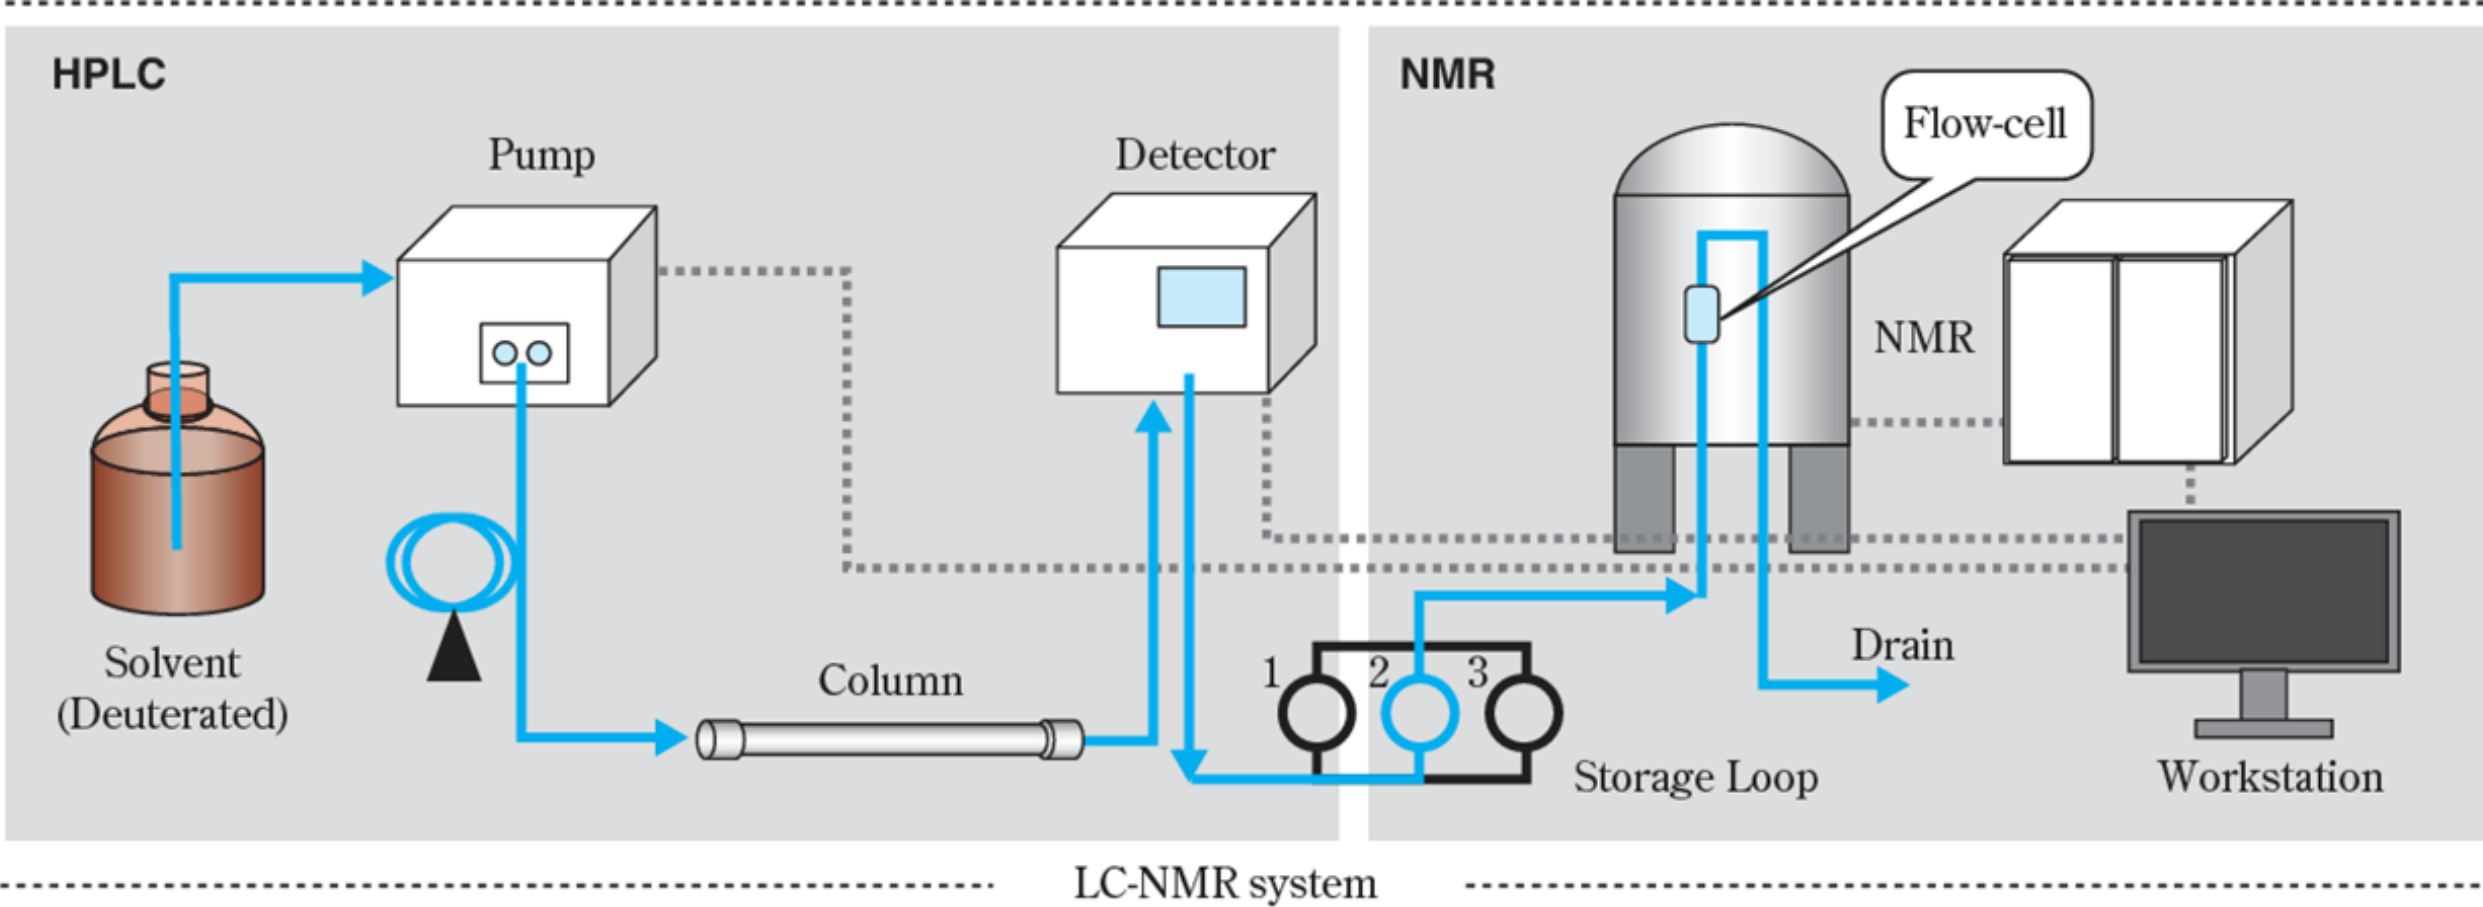 HPLC
Pump
Detector
Solvent
(Deuterated)
Column
NMR
Flow-cell
NMR
1
2
3
Storage Loop
Drain
Workstation
LC-NMR system